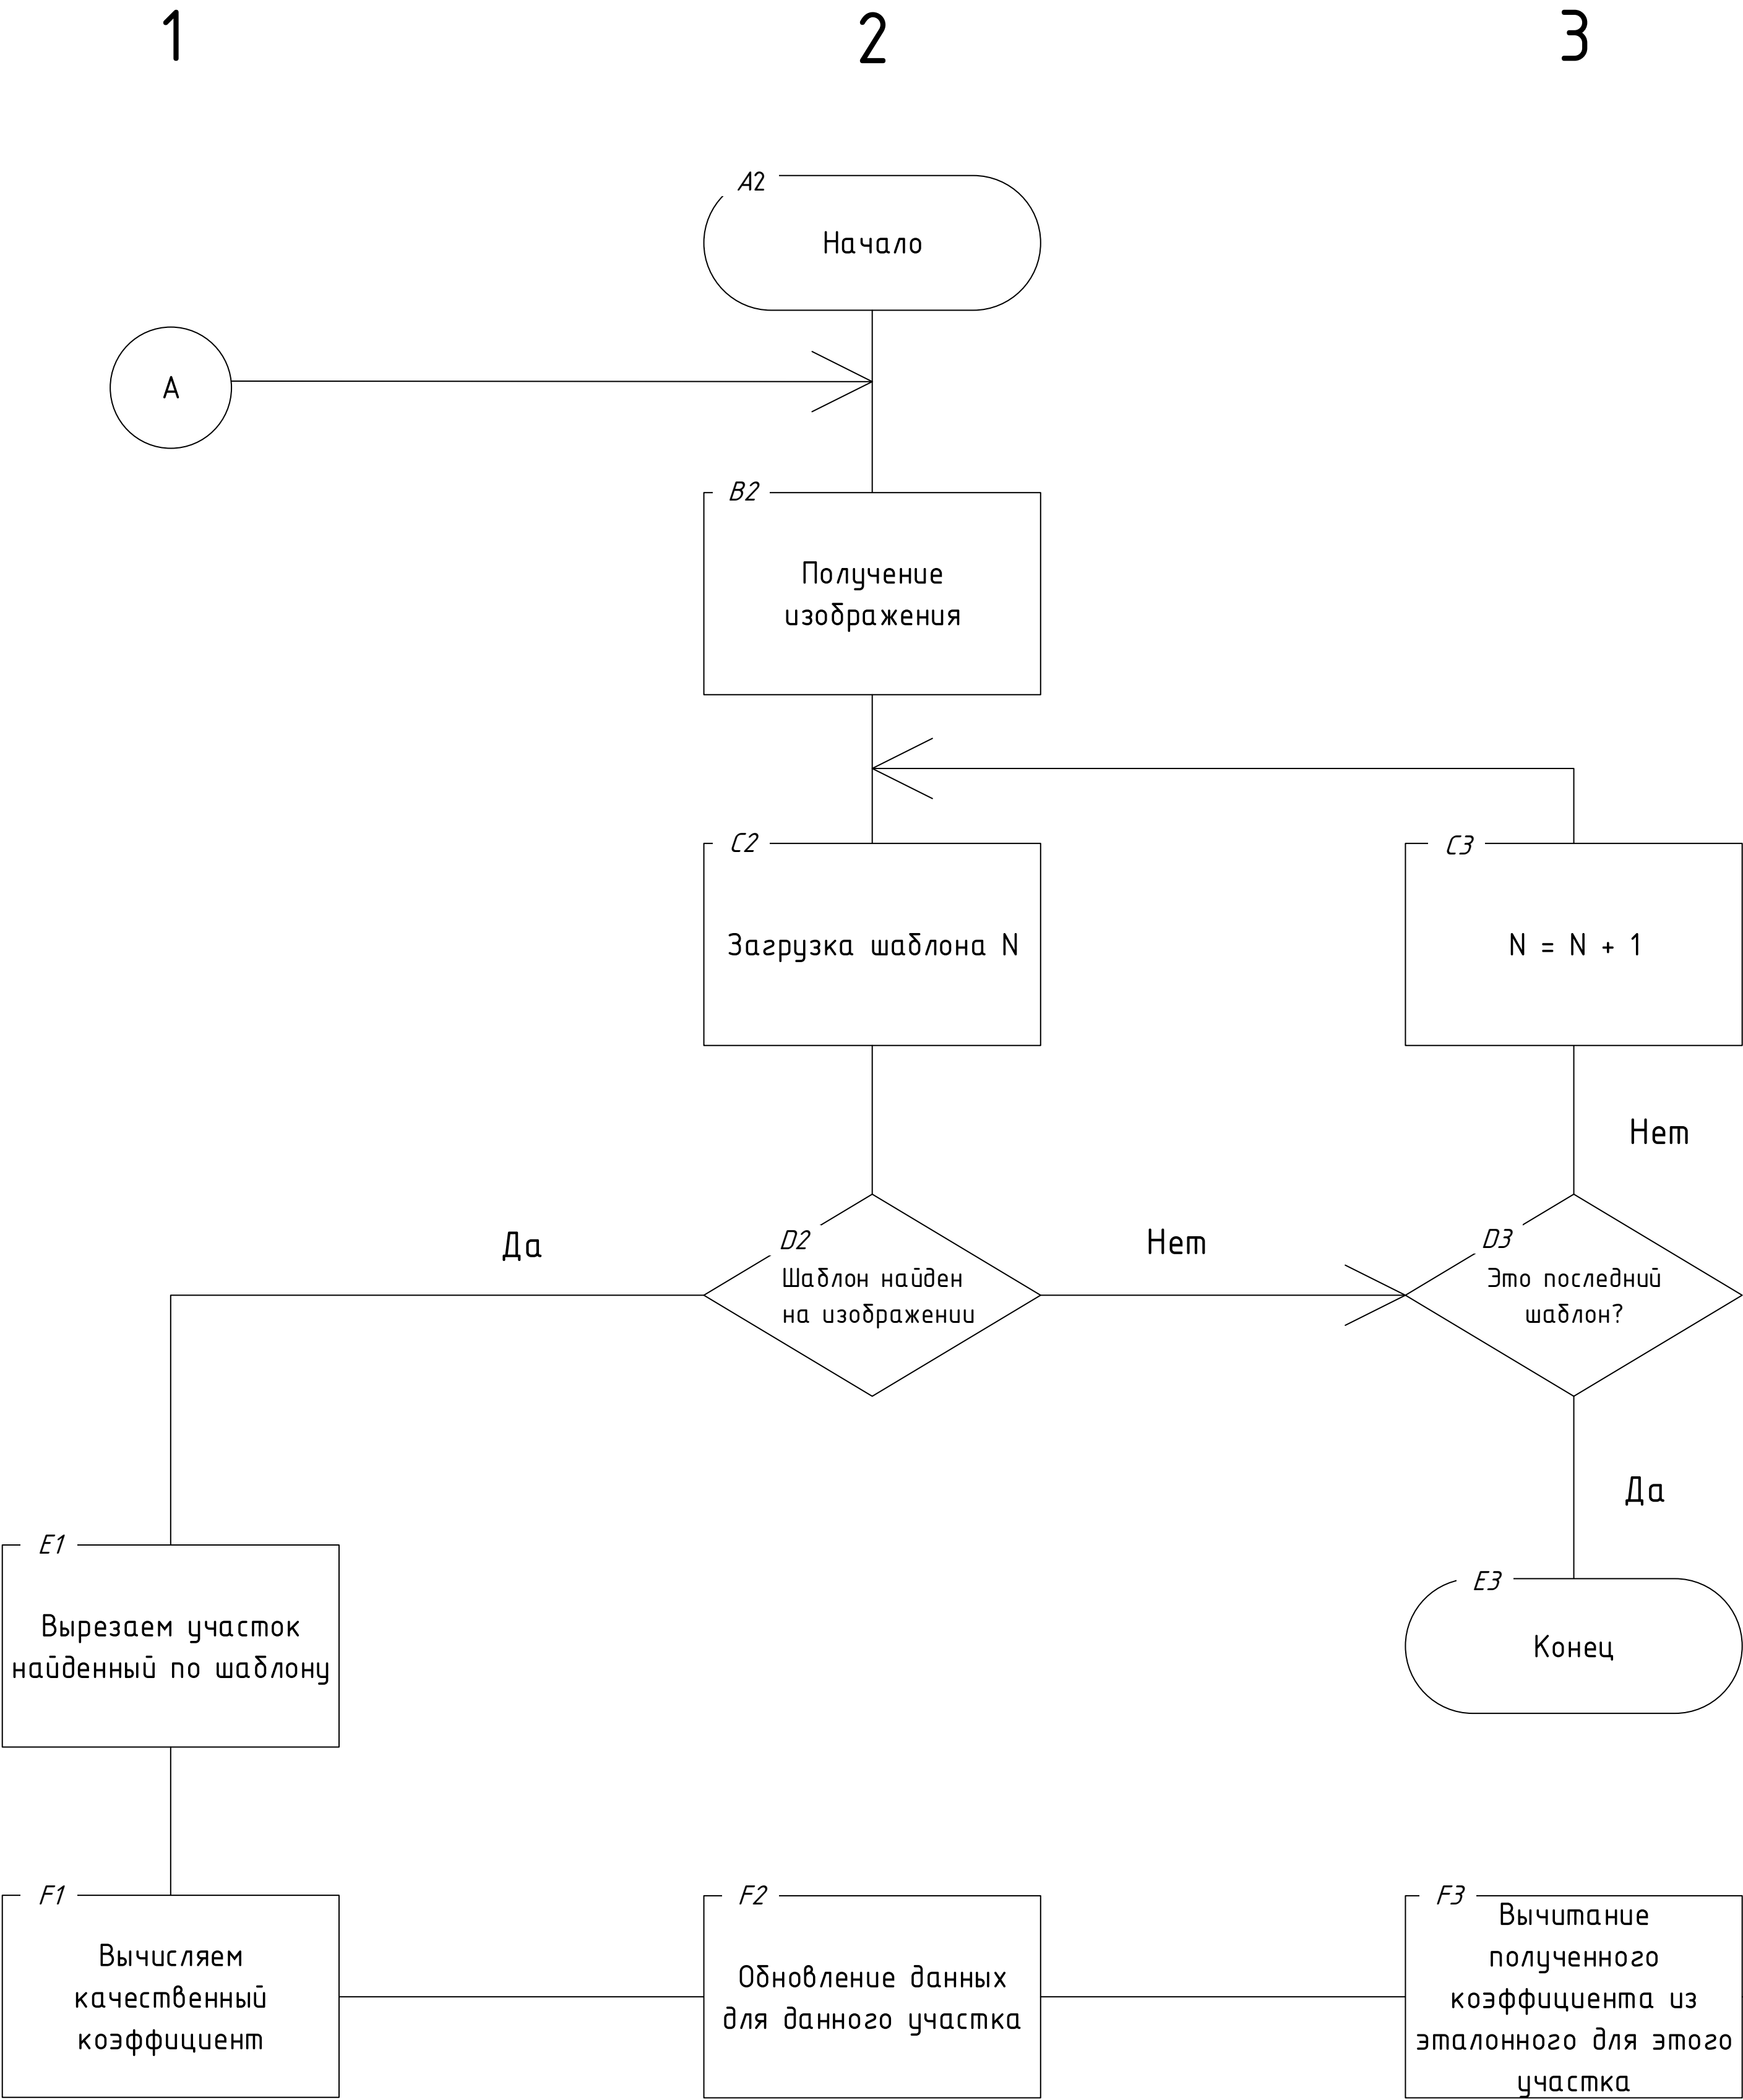 1
2
3
A2
Начало
A
B2
Получение
изображения
C2
Загрузка шаблона N
C3
N = N + 1
Нет
D2
Шаблон найден
на изображении
Да
Нет
D3
Это последний
шаблон?
Да
E1
Вырезаем участок
найденный по шаблону
E3
Конец
F1
Вычисляем
качественный
коэффициент
F2
Обновление данных
для данного участка
F3
Вычитание
полученного
коэффициента из
эталонного для этого
участка